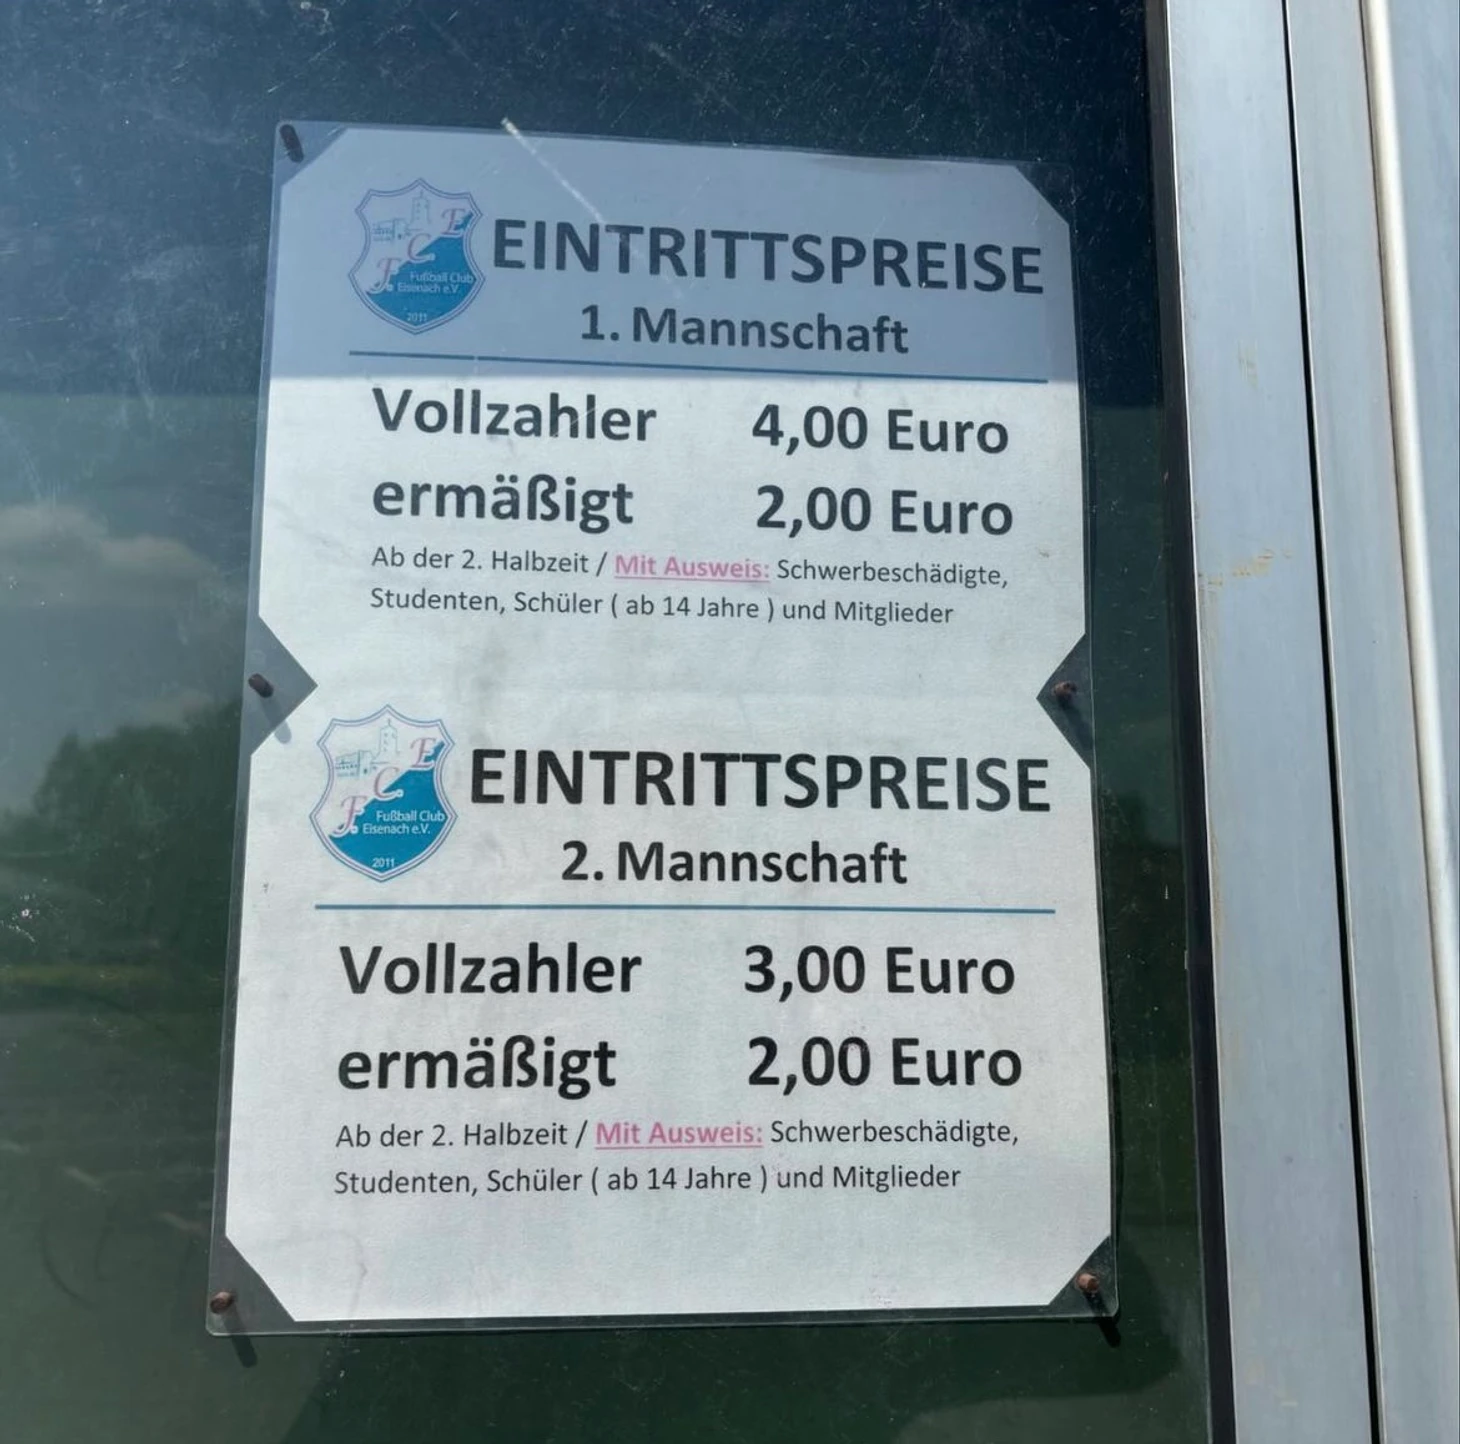 F C E
Fußball Club
Eisenach e.V.
2011
EINTRITTSPREISE
1. Mannschaft
Vollzahler 4,00 Euro
ermäßigt 2,00 Euro
Ab der 2. Halbzeit / Mit Ausweis: Schwerbeschädigte,
Studenten, Schüler ( ab 14 Jahre ) und Mitglieder
F C E
Fußball Club
Eisenach e.V.
2011
EINTRITTSPREISE
2. Mannschaft
Vollzahler 3,00 Euro
ermäßigt 2,00 Euro
Ab der 2. Halbzeit / Mit Ausweis: Schwerbeschädigte,
Studenten, Schüler ( ab 14 Jahre ) und Mitglieder